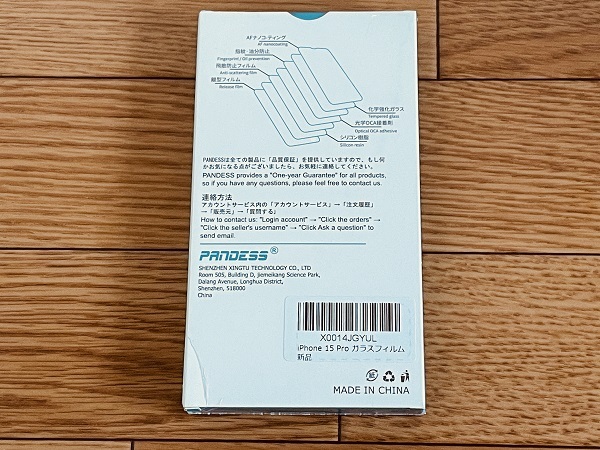 AFナノコーティング
AF nanocoating
指紋・油分防止
Fingerprint / Oil prevention
飛散防止フィルム
Anti-scattering film
離型フィルム
Release film
化学強化ガラス
Tempered glass
光学OCA接着剤
Optical OCA adhesive
シリコン樹脂
Silicon resin
PANDESSは全ての製品に「品質保証」を提供していますので、もし何
かお気になる点がございましたら、お気軽に連絡してください。
PANDESS provides a "One-year Guarantee" for all products,
so if you have any questions, please feel free to contact us.
連絡方法
アカウントサービス内の「アカウントサービス」→「注文履歴」
→「販売元」→「質問する」
How to contact us: "Login account" → "Click the orders" →
"Click the seller's username" → "Click Ask a question" to
send email.
PANDESS®
SHENZHEN XINGTU TECHNOLOGY CO., LTD
Room 505, Building D, Jiemeikang Science Park,
Dalang Avenue, Longhua District,
Shenzhen, 518000
China
X0014JGYUL
iPhone 15 Pro ガラスフィルム
新品
紙
MADE IN CHINA